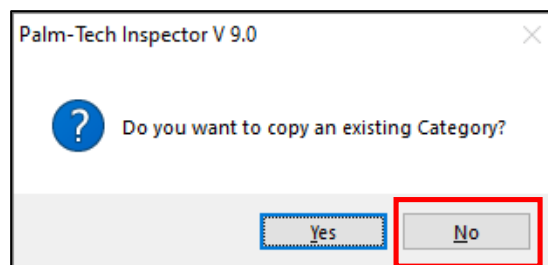 Palm-Tech Inspector V 9.0
Do you want to copy an existing Category?
Yes No